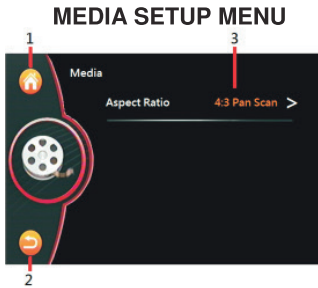 MEDIA SETUP MENU
1
3
Media
Aspect Ratio 4:3 Pan Scan >
2